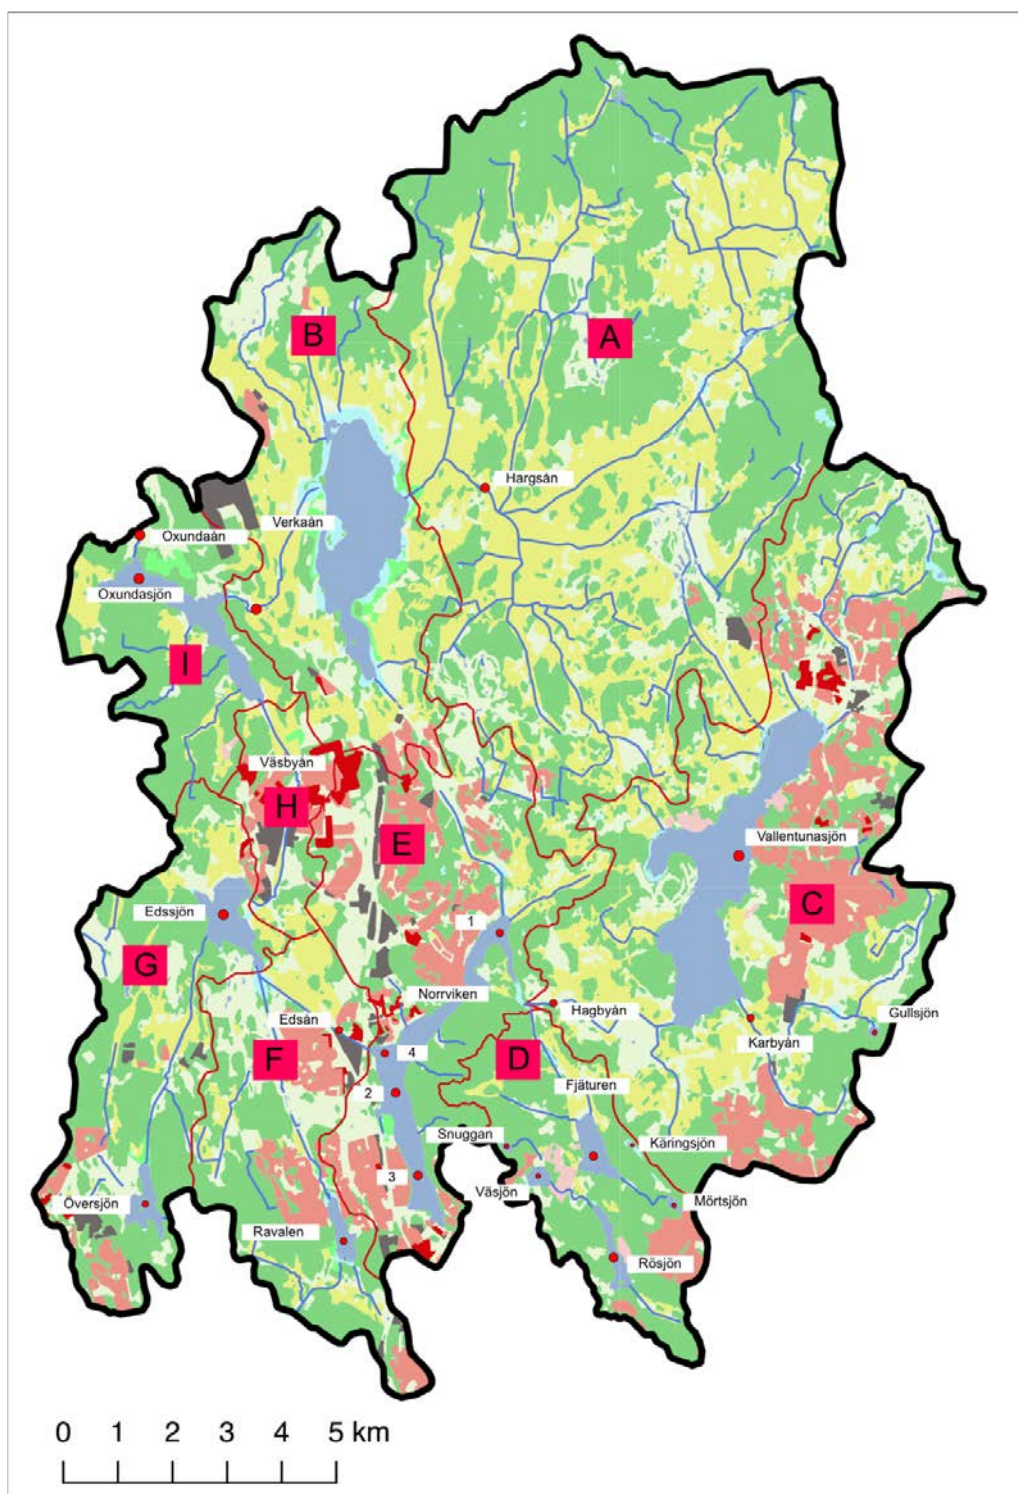 B
A
Hargsån
Verkaån
Oxundaån
Oxundasjön
I
Väsbyån
H
E
Vallentunasjön
C
Edssjön
1
G
Norrviken
Hagbyån
Gullsjön
Edsån
4
D
Karbyån
F
2
Fjäturen
Snuggan
Käringsjön
3
Väsjön
Mörtsjön
Översjön
Ravalen
Rösjön
0 1 2 3 4 5 km